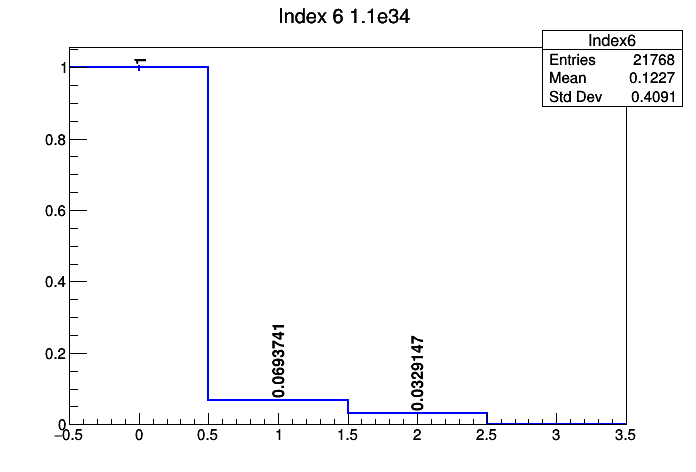 Index 6 1.1e34
Index6
Entries 21768
Mean 0.1227
Std Dev 0.4091
1
0.8
0.6
0.4
0.2
0
1
0.0693741
0.0329147
−0.5 0 0.5 1 1.5 2 2.5 3 3.5